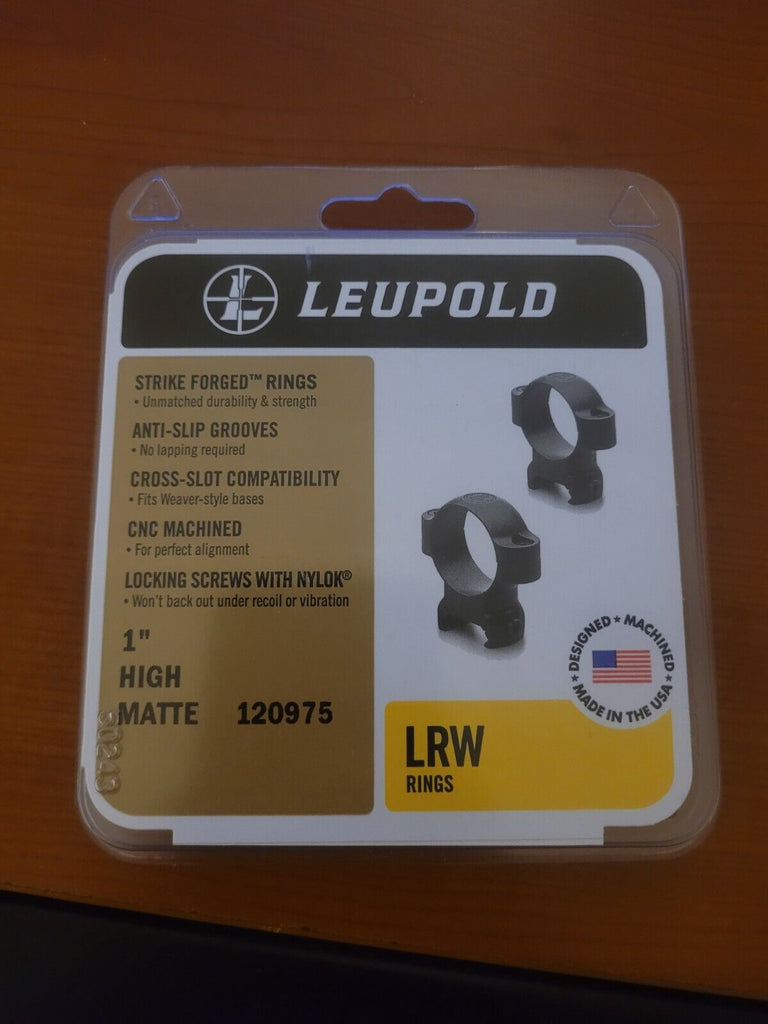 LEUPOLD
STRIKE FORGED™ RINGS
• Unmatched durability & strength
ANTI-SLIP GROOVES
• No lapping required
CROSS-SLOT COMPATIBILITY
• Fits Weaver-style bases
CNC MACHINED
• For perfect alignment
LOCKING SCREWS WITH NYLOK®
• Won't back out under recoil or vibration
1"
HIGH
MATTE 120975
DESIGNED ★ MACHINED
★ MADE IN THE USA ★
LRW
RINGS